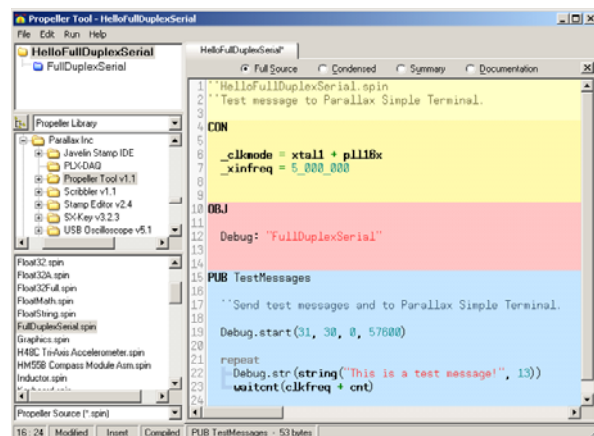 Propeller Tool - HelloFullDuplexSerial
File Edit Run Help
HelloFullDuplexSerial
FullDuplexSerial
Propeller Library
Parallax Inc
Javelin Stamp IDE
PLX-DAQ
Propeller Tool v1.1
Scribbler v1.1
Stamp Editor v2.4
SX-Key v3.2.3
USB Oscilloscope v5.1
Float32.spin
Float32A.spin
Float32Full.spin
FloatMath.spin
FloatString.spin
FullDuplexSerial.spin
Graphics.spin
H48C Tri-Axis Accelerometer.spin
HM55B Compass Module Asm.spin
Inductor.spin
Propeller Source (*.spin)
HelloFullDuplexSerial*
Full Source Condensed Summary Documentation
1 ''HelloFullDuplexSerial.spin
2 ''Test message to Parallax Simple Terminal.
3
4 CON
5
6 _clkmode = xtal1 + pll16x
7 _xinfreq = 5_000_000
8
9
10 OBJ
11
12 Debug: "FullDuplexSerial"
13
14
15 PUB TestMessages
16
17 ''Send test messages and to Parallax Simple Terminal.
18
19 Debug.start(31, 30, 0, 57600)
20
21 repeat
22 Debug.str(string("This is a test message!", 13))
23 waitcnt(clkfreq + cnt)
24
16 : 24 Modified Insert Compiled PUB TestMessages - 53 bytes